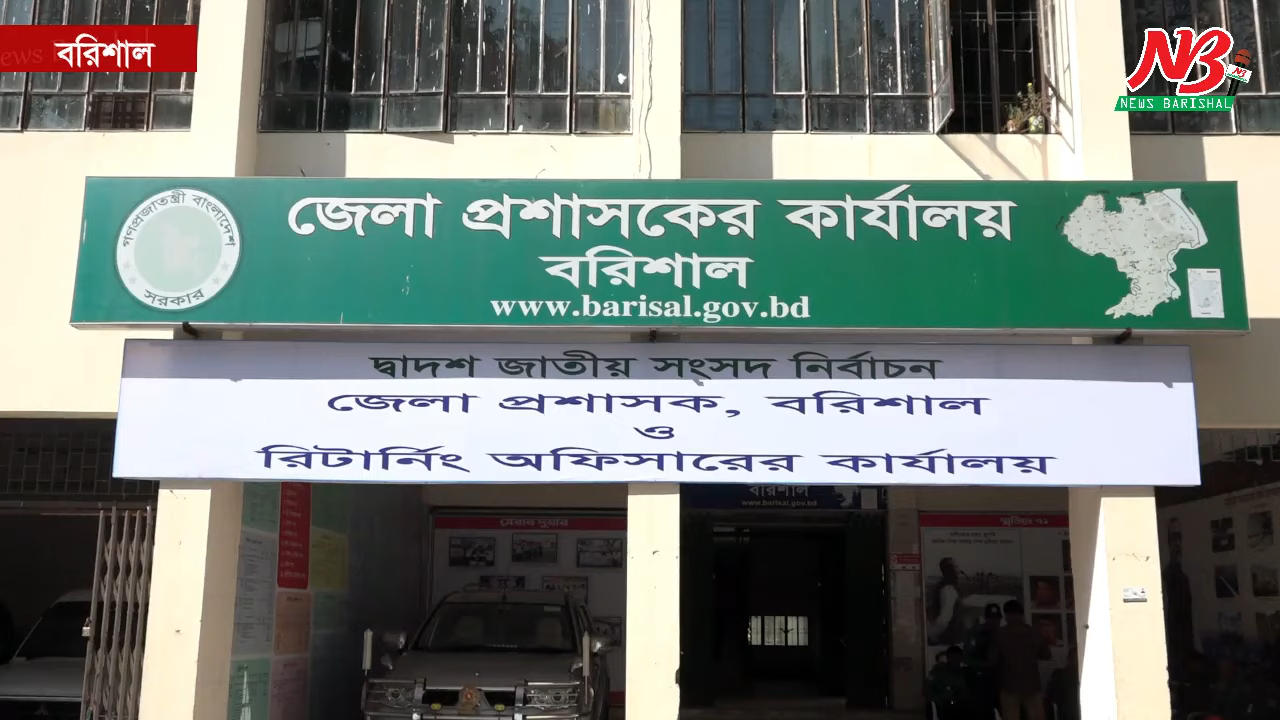 বরিশাল
NB
NEWS BARISHAL
গণপ্রজাতন্ত্রী বাংলাদেশ
সরকার
জেলা প্রশাসকের কার্যালয়
বরিশাল
www.barisal.gov.bd
দ্বাদশ জাতীয় সংসদ নির্বাচন
জেলা প্রশাসক, বরিশাল
ও
রিটার্নিং অফিসারের কার্যালয়
বরিশাল
www.barisal.gov.bd